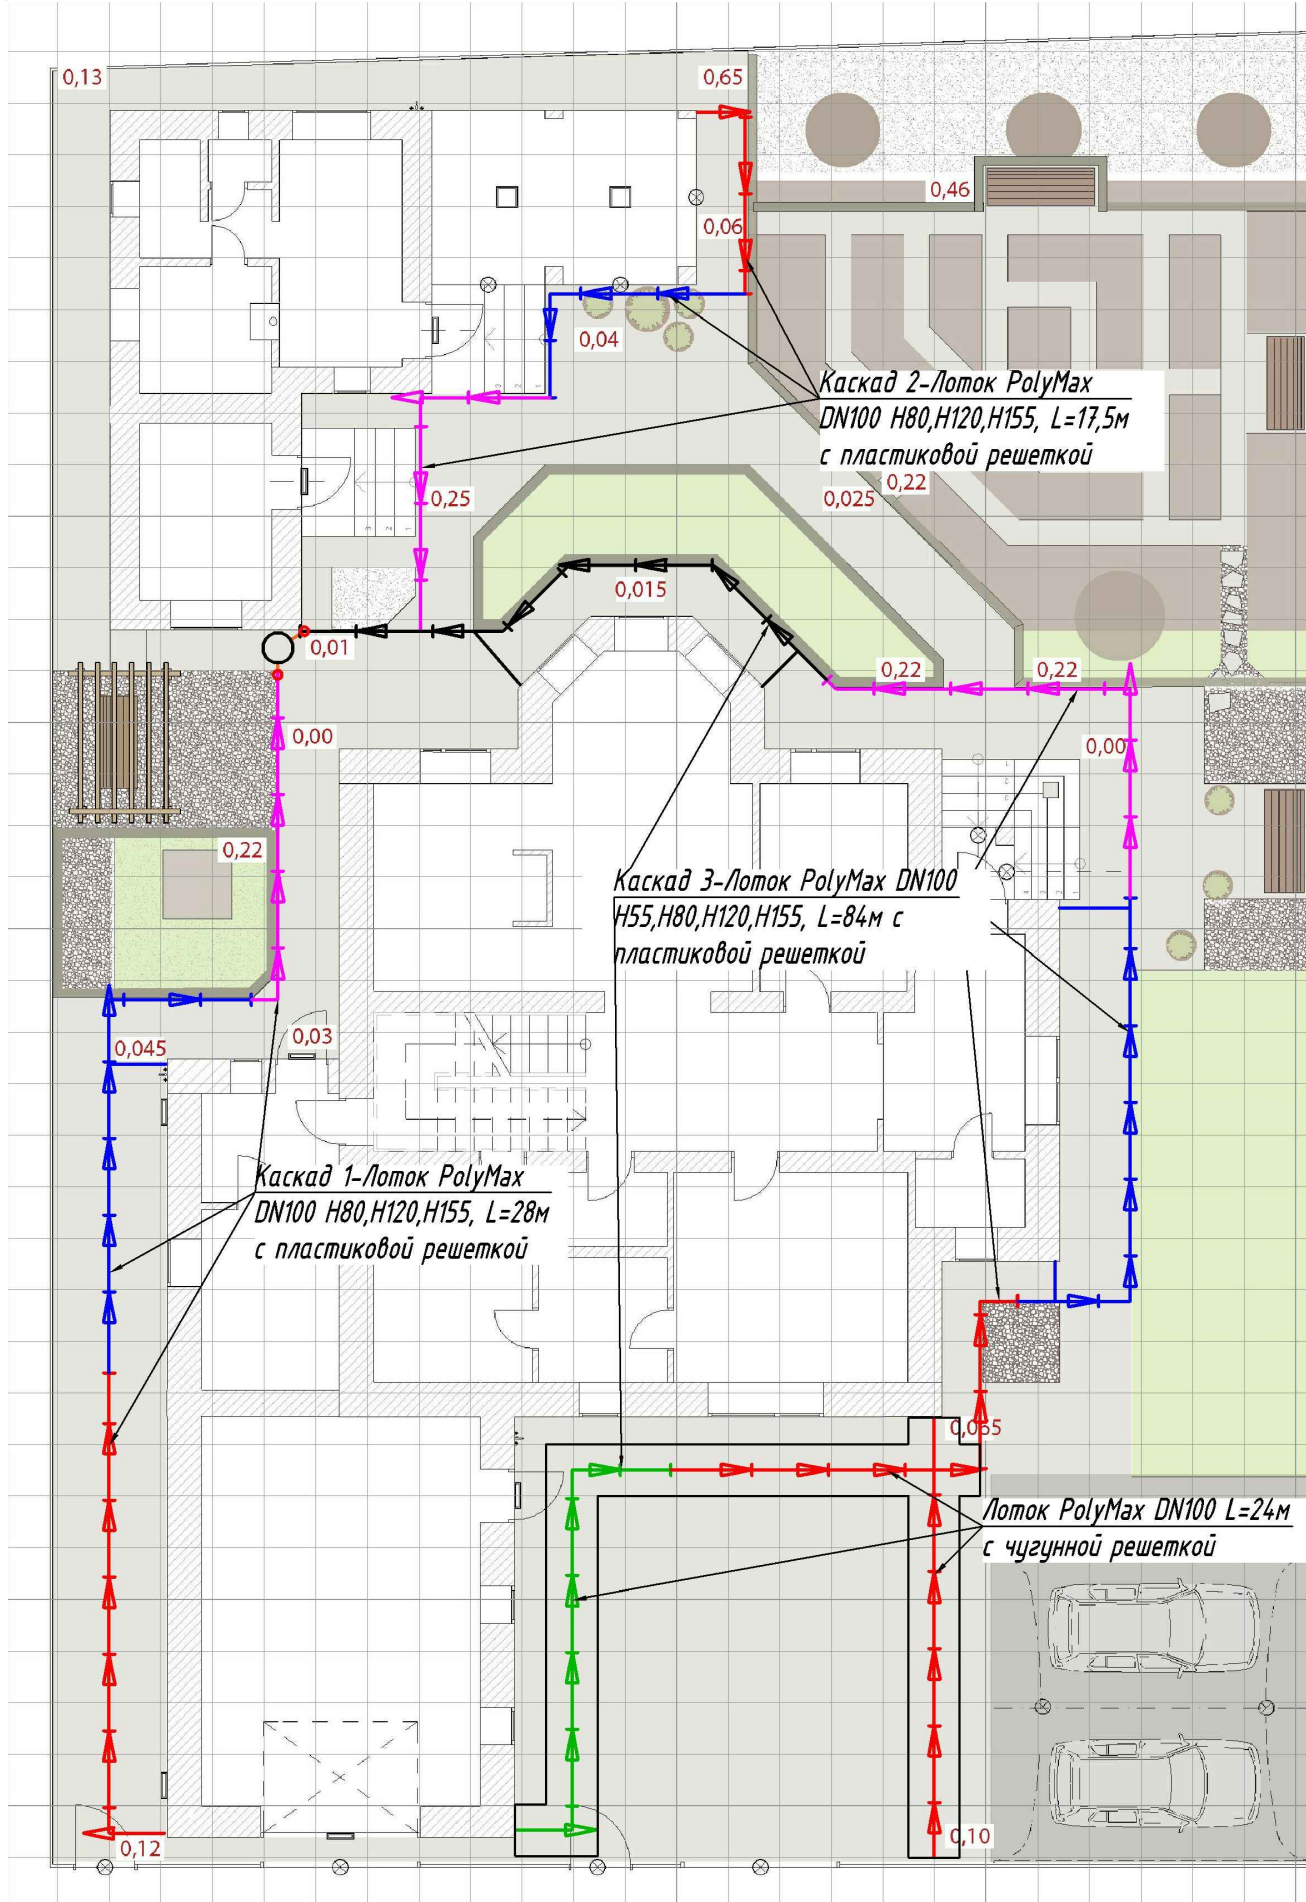 0,13
0,65
0,46
0,06
0,04
Каскад 2-Лоток PolyMax
DN100 H80,H120,H155, L=17,5м
с пластиковой решеткой
0,22
0,025
0,25
0,015
0,01
0,22
0,22
0,00
0,00
0,22
Каскад 3-Лоток PolyMax DN100
H55,H80,H120,H155, L=84м с
пластиковой решеткой
0,03
0,045
Каскад 1-Лоток PolyMax
DN100 H80,H120,H155, L=28м
с пластиковой решеткой
0,065
Лоток PolyMax DN100 L=24м
с чугунной решеткой
0,12
0,10